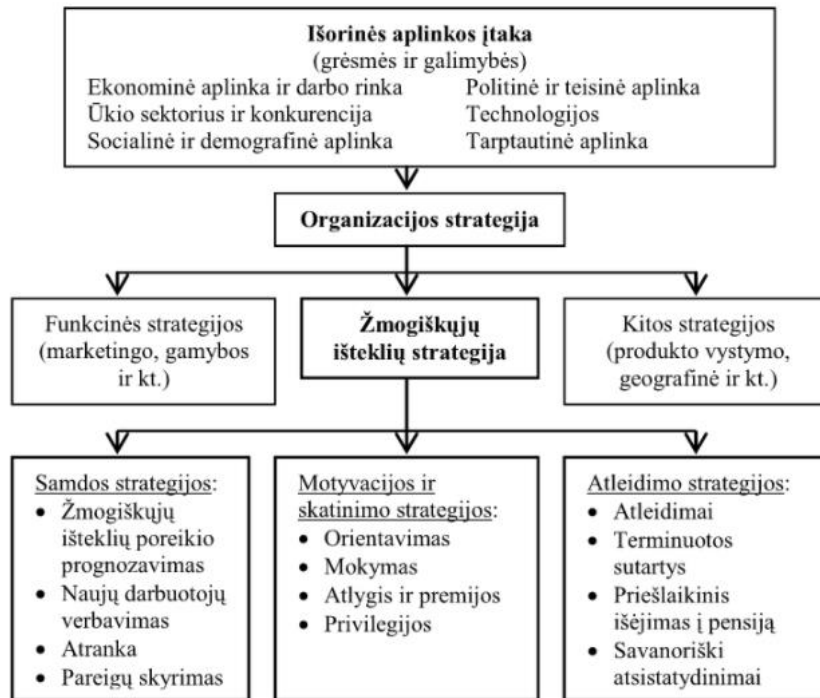 Išorinės aplinkos įtaka
(grėsmės ir galimybės)
Ekonominė aplinka ir darbo rinka
Ūkio sektorius ir konkurencija
Socialinė ir demografinė aplinka
Politinė ir teisinė aplinka
Technologijos
Tarptautinė aplinka
Organizacijos strategija
Funkcinės strategijos
(marketingo, gamybos
ir kt.)
Žmogiškųjų
išteklių strategija
Kitos strategijos
(produkto vystymo,
geografinė ir kt.)
Samdos strategijos:
• Žmogiškųjų
išteklių poreikio
prognozavimas
• Naujų darbuotojų
verbavimas
• Atranka
• Pareigų skyrimas
Motyvacijos ir
skatinimo strategijos:
• Orientavimas
• Mokymas
• Atlygis ir premijos
• Privilegijos
Atleidimo strategijos:
• Atleidimai
• Terminuotos
sutartys
• Priešlaikinis
išėjimas į pensiją
• Savanoriški
atsistatydinimai